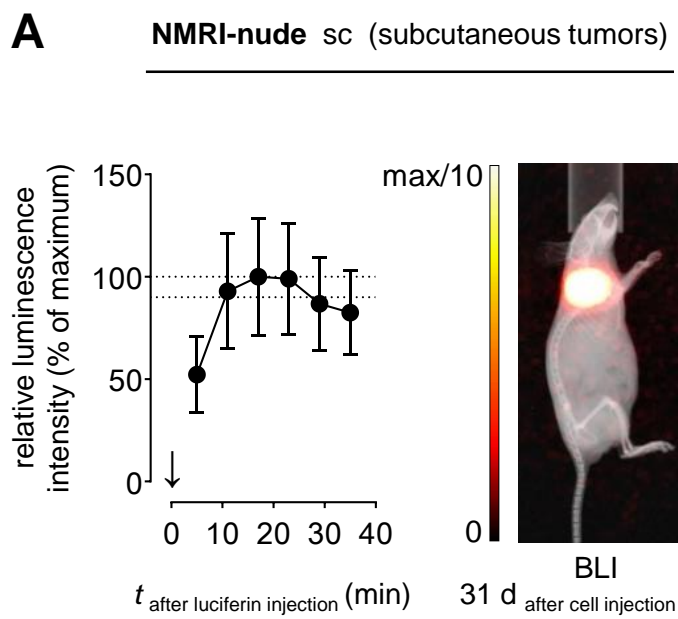 A
NMRI-nude sc (subcutaneous tumors)
relative luminescence
intensity (% of maximum)
150
100
50
0
0 10 20 30 40
t after luciferin injection (min)
max/10
0
BLI
31 d after cell injection